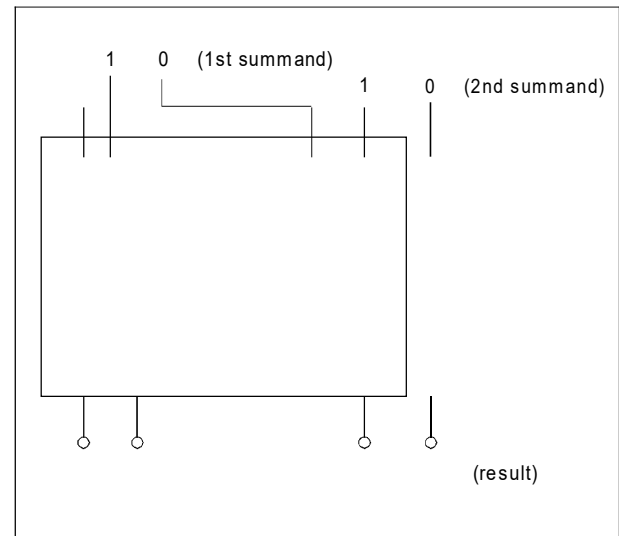 1 0 (1st summand)
1 0 (2nd summand)
(result)